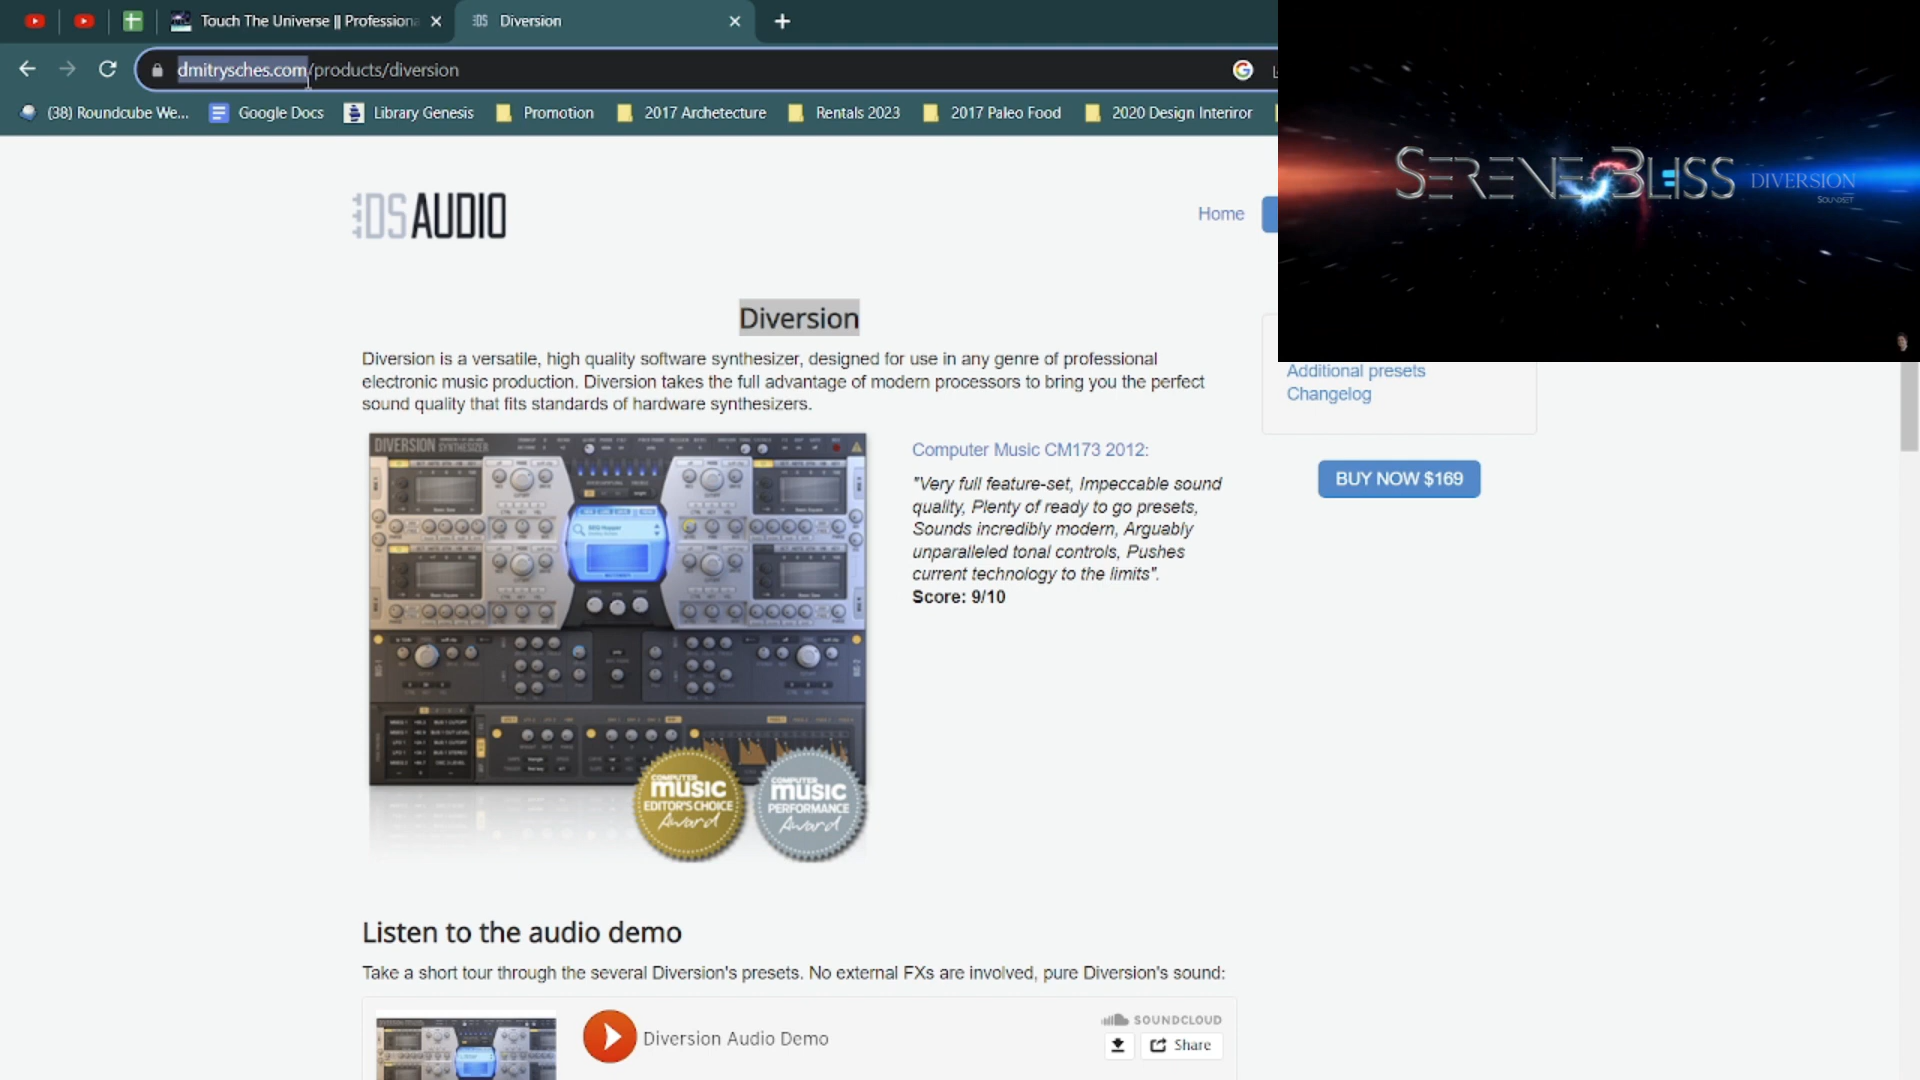 Touch The Universe || Professiona
Diversion
dmitrysches.com/products/diversion
(38) Roundcube We...
Google Docs
Library Genesis
Promotion
2017 Archetecture
Rentals 2023
2017 Paleo Food
2020 Design Interiror
SERENE BLISS
DIVERSION
SOUNDSET
DS AUDIO
Home
Diversion
Diversion is a versatile, high quality software synthesizer, designed for use in any genre of professional
electronic music production. Diversion takes the full advantage of modern processors to bring you the perfect
sound quality that fits standards of hardware synthesizers.
Additional presets
Changelog
BUY NOW $169
DIVERSION SYNTHESIZER
Computer Music CM173 2012:
"Very full feature-set, Impeccable sound
quality, Plenty of ready to go presets,
Sounds incredibly modern, Arguably
unparalleled tonal controls, Pushes
current technology to the limits".
Score: 9/10
COMPUTER
music
EDITOR'S CHOICE
Award
COMPUTER
music
PERFORMANCE
Award
Listen to the audio demo
Take a short tour through the several Diversion's presets. No external FXs are involved, pure Diversion's sound:
Diversion Audio Demo
SOUNDCLOUD
Share